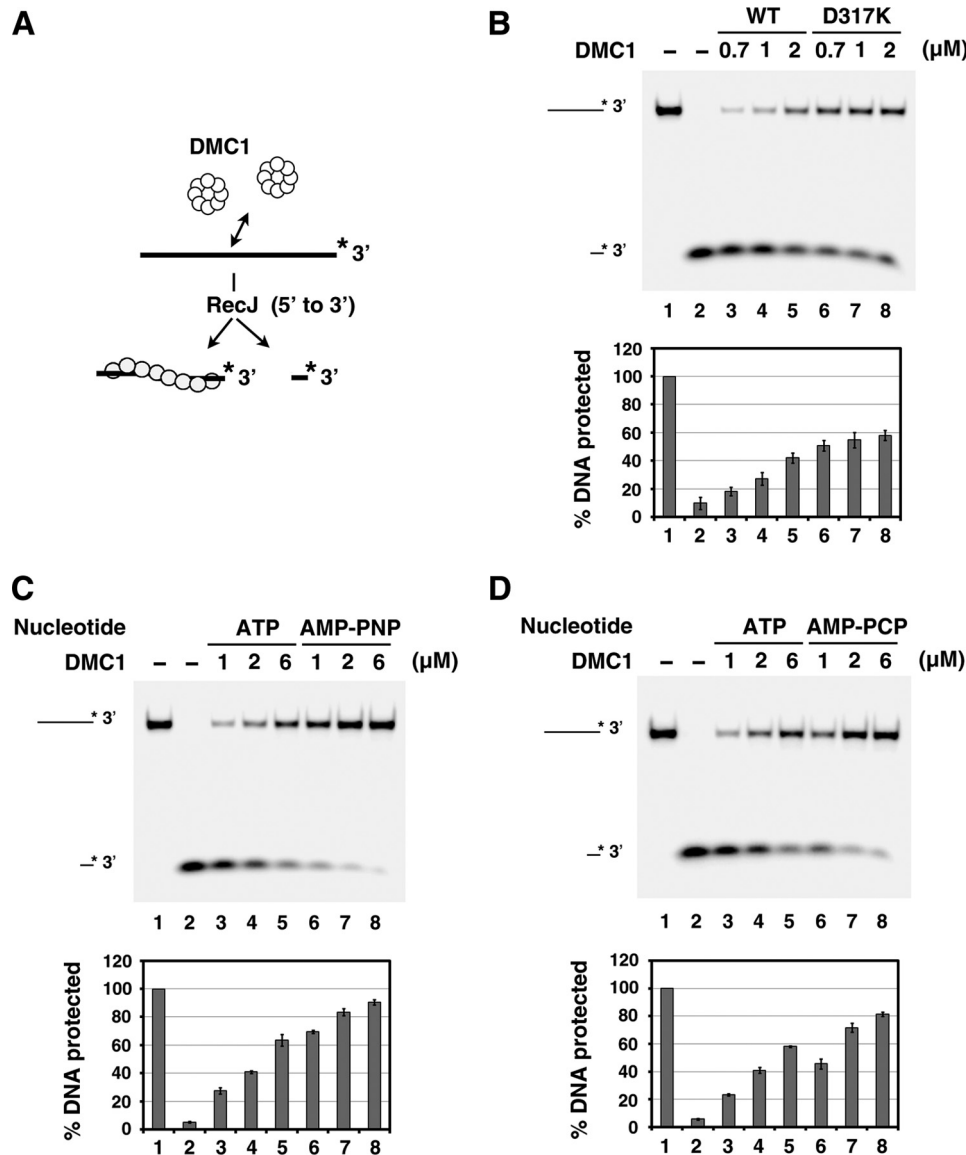 A
DMC1
* 3’
RecJ (5’ to 3’)
* 3’ * 3’
B
WT D317K
DMC1 – – 0.7 1 2 0.7 1 2 (μM)
* 3’
* 3’
1 2 3 4 5 6 7 8
% DNA protected
120
100
80
60
40
20
0
1 2 3 4 5 6 7 8
C
Nucleotide ATP AMP-PNP
DMC1 – – 1 2 6 1 2 6 (μM)
* 3’
* 3’
1 2 3 4 5 6 7 8
% DNA protected
120
100
80
60
40
20
0
1 2 3 4 5 6 7 8
D
Nucleotide ATP AMP-PCP
DMC1 – – 1 2 6 1 2 6 (μM)
* 3’
* 3’
1 2 3 4 5 6 7 8
% DNA protected
120
100
80
60
40
20
0
1 2 3 4 5 6 7 8